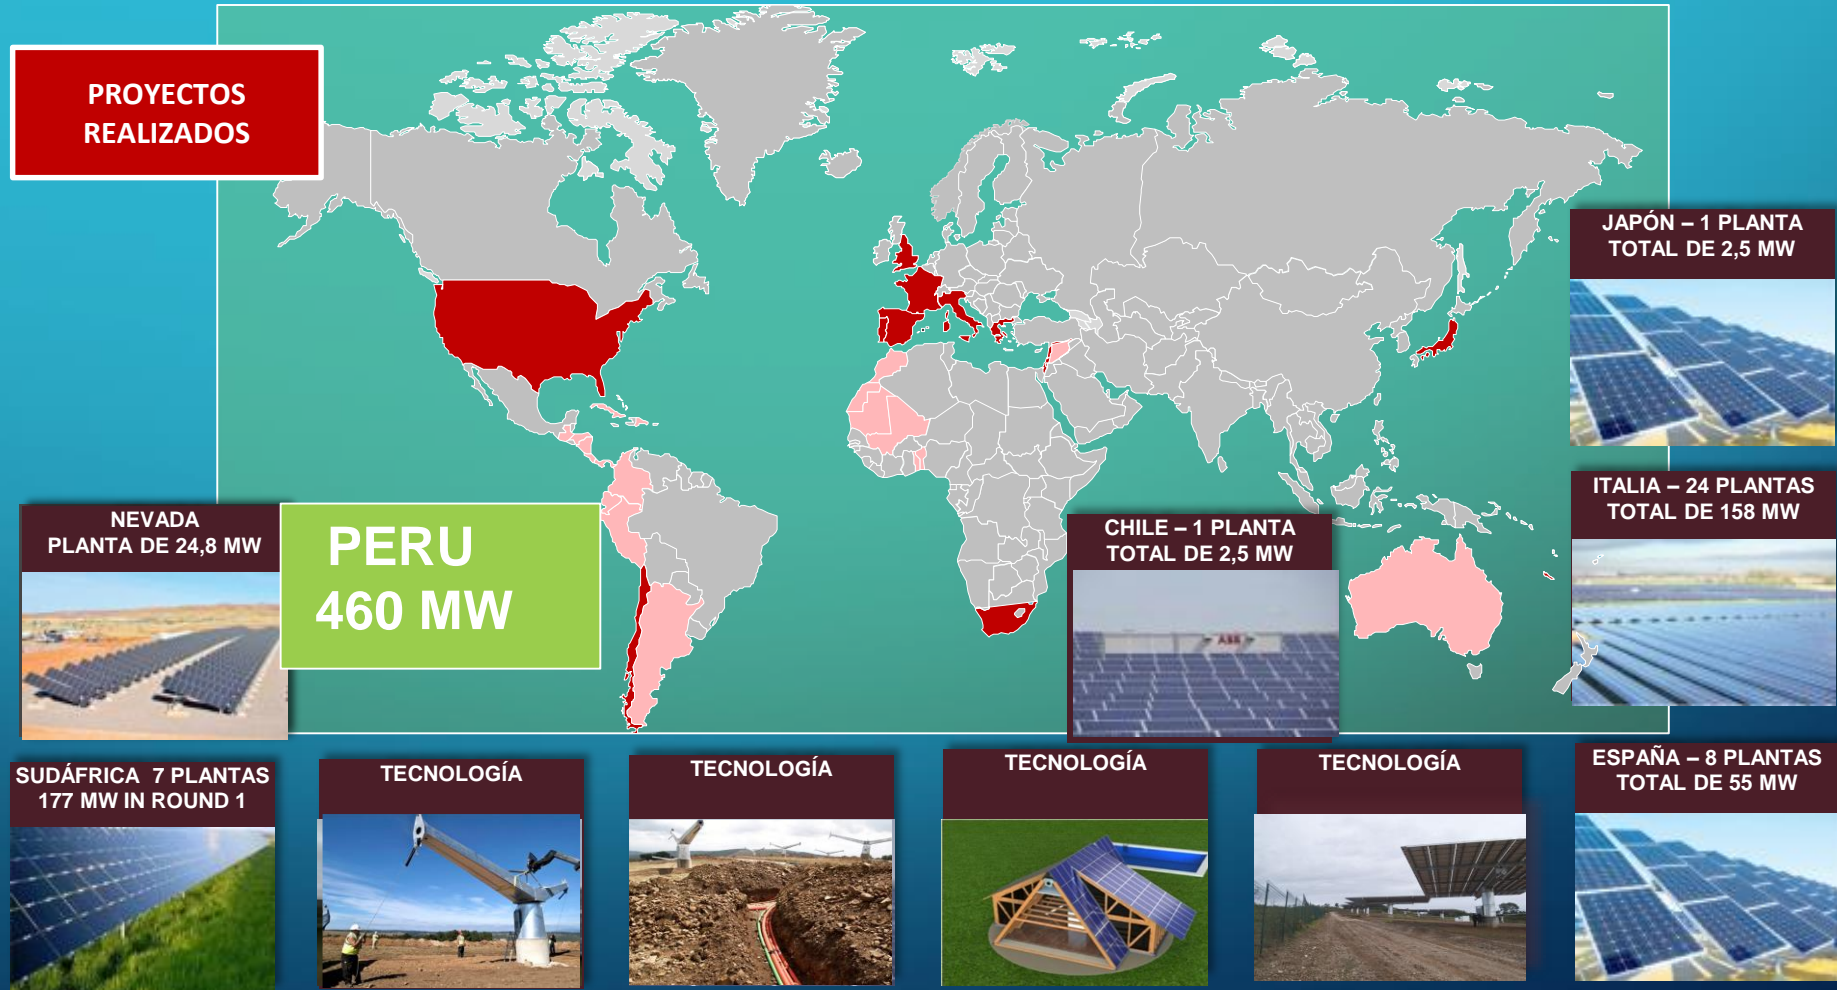 PROYECTOS
REALIZADOS
JAPÓN – 1 PLANTA
TOTAL DE 2,5 MW
ITALIA – 24 PLANTAS
TOTAL DE 158 MW
NEVADA
PLANTA DE 24,8 MW
PERU
460 MW
CHILE – 1 PLANTA
TOTAL DE 2,5 MW
ABB
SUDÁFRICA 7 PLANTAS
177 MW IN ROUND 1
TECNOLOGÍA
TECNOLOGÍA
TECNOLOGÍA
TECNOLOGÍA
ESPAÑA – 8 PLANTAS
TOTAL DE 55 MW